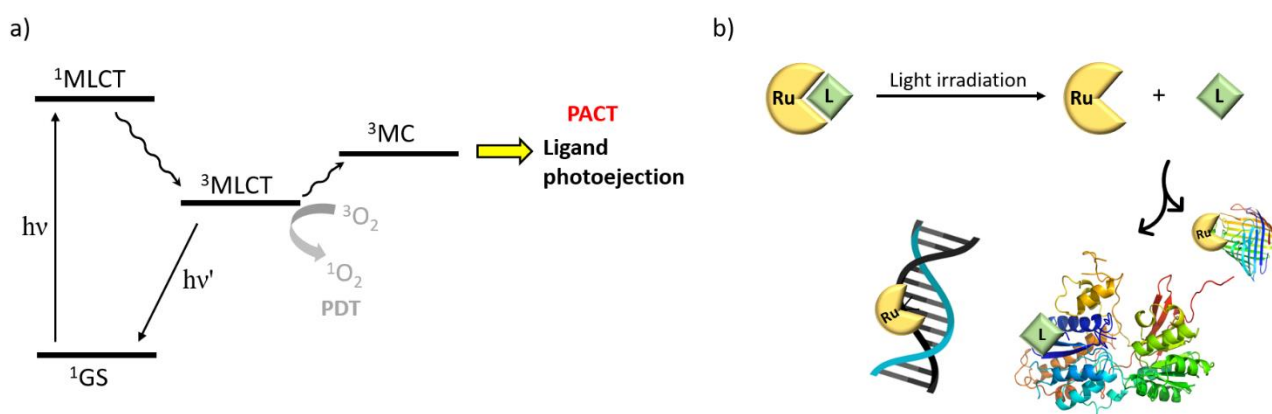 a)
¹MLCT
³MLCT
³MC
PACT
Ligand
photoejection
hν
hν'
³O₂
¹O₂
PDT
¹GS
b)
Ru
L
Light irradiation
Ru
+
L
Ru
Ru
L